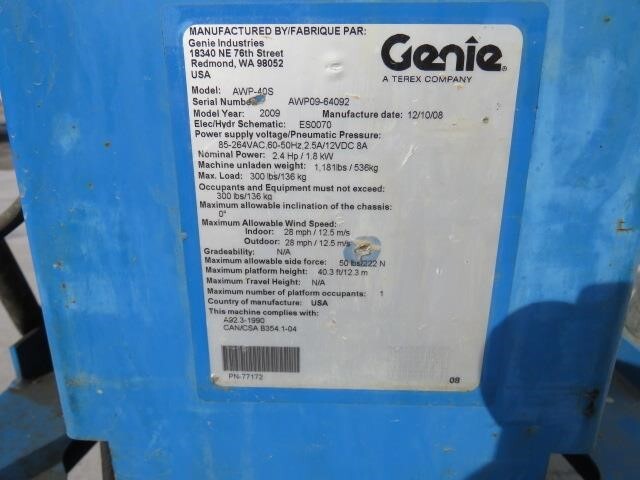 MANUFACTURED BY/FABRIQUE PAR:
Genie Industries
18340 NE 76th Street
Redmond, WA 98052
USA
Genie
A TEREX COMPANY
Model: AWP-40S
Serial Number AWP09-64092
Model Year: 2009 Manufacture date: 12/10/08
Elec/Hydr Schematic: ES0070
Power supply voltage/Pneumatic Pressure:
85-264VAC,60-50Hz,2.5A/12VDC 8A
Nominal Power: 2.4 Hp / 1.8 kW
Machine unladen weight: 1,181lbs / 536kg
Max. Load: 300 lbs/136 kg
Occupants and Equipment must not exceed:
300 lbs/136 kg
Maximum allowable inclination of the chassis:
0°
Maximum Allowable Wind Speed:
Indoor: 28 mph / 12.5 m/s
Outdoor: 28 mph / 12.5 m/s
Gradeability: N/A
Maximum allowable side force: 50 lbs/222 N
Maximum platform height: 40.3 ft/12.3 m
Maximum Travel Height: N/A
Maximum number of platform occupants: 1
Country of manufacture: USA
This machine complies with:
A92.3-1990
CAN/CSA B354.1-04
PN-77172
08